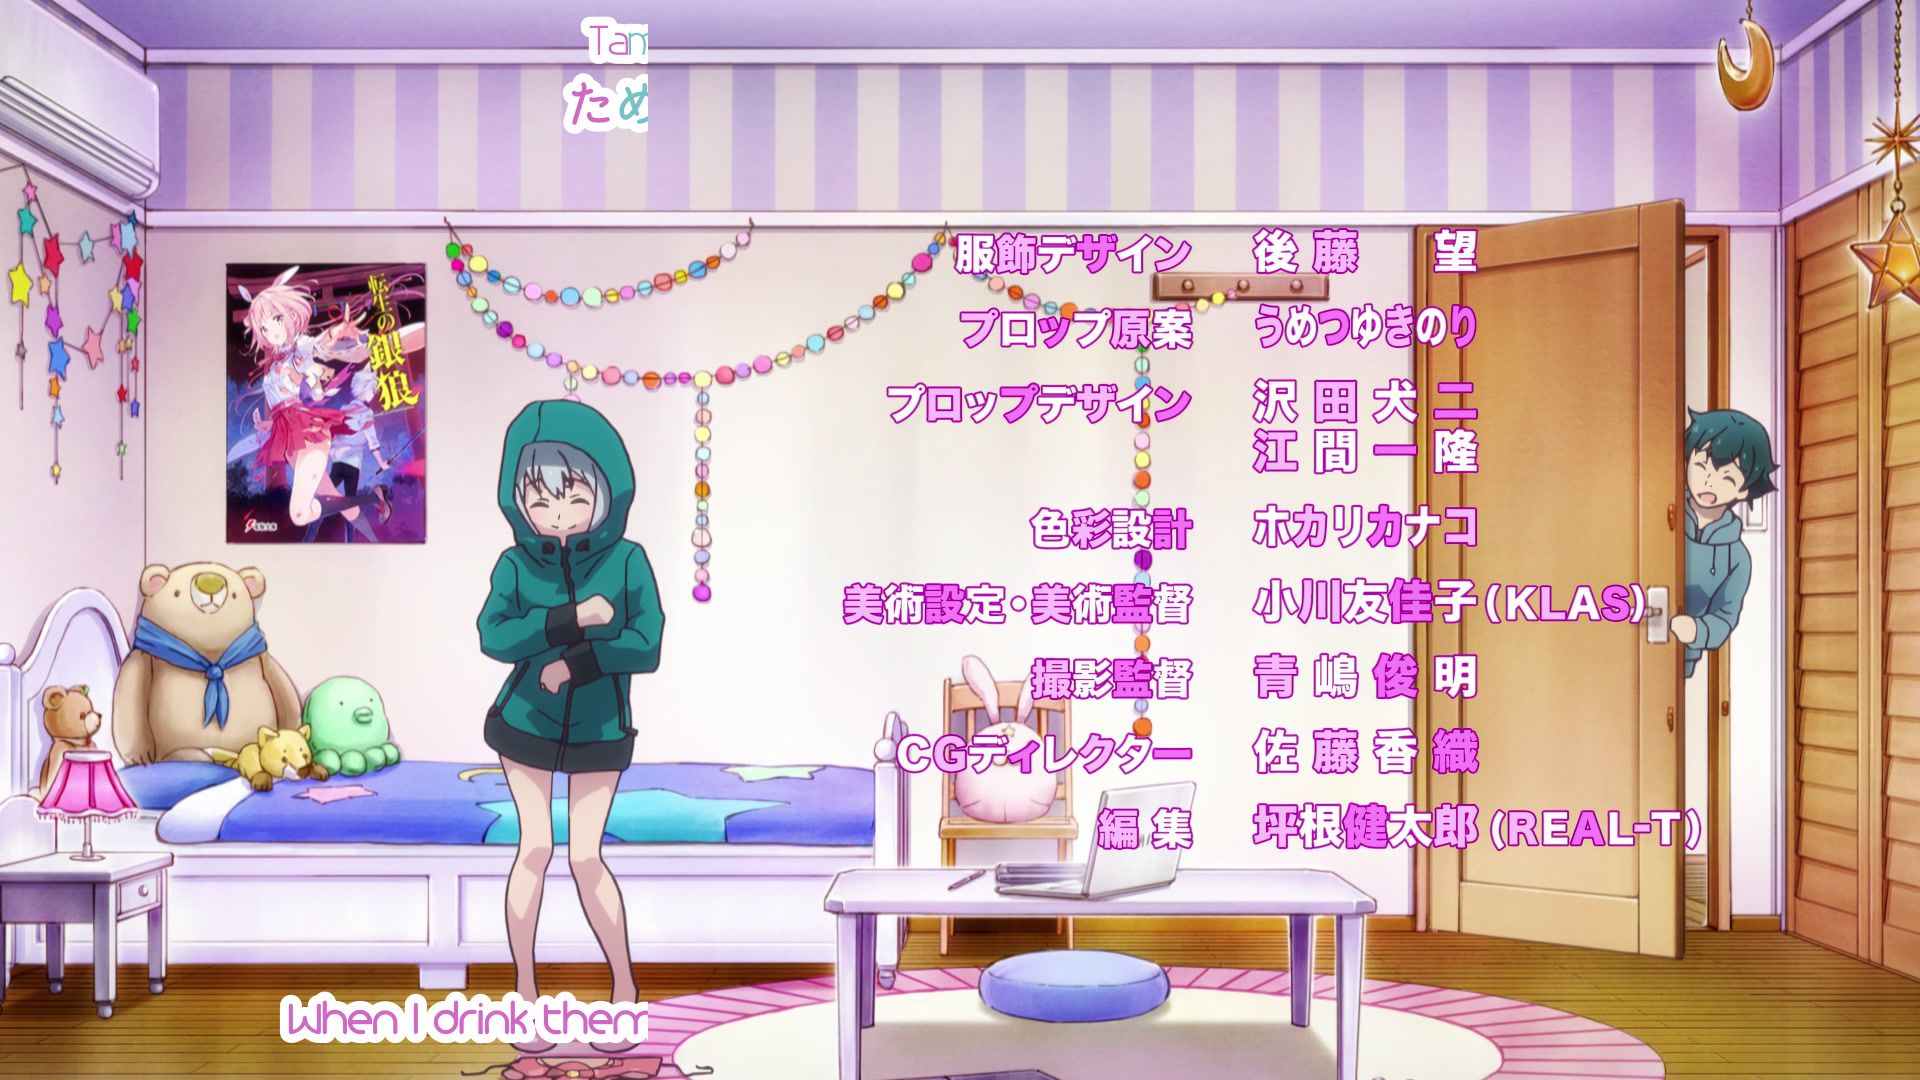 Tam
ため
転生の銀狼
服飾デザイン 後藤 望
プロップ原案 うめつゆきのり
プロップデザイン 沢田犬二
江間一隆
色彩設計 ホカリカナコ
美術設定・美術監督 小川友佳子(KLAS)
撮影監督 青嶋俊明
CGディレクター 佐藤香織
編集 坪根健太郎(REAL-T)
When I drink them